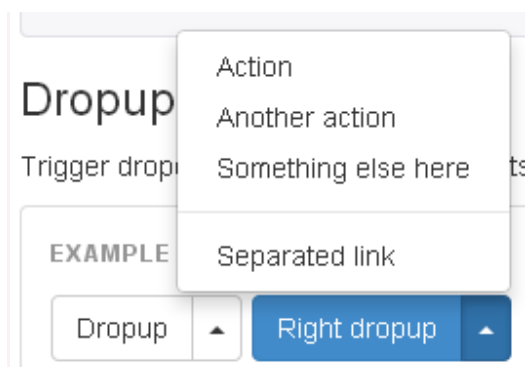 Action
Dropup
Another action
Trigger drop
Something else here
EXAMPLE
Separated link
Dropup
Right dropup